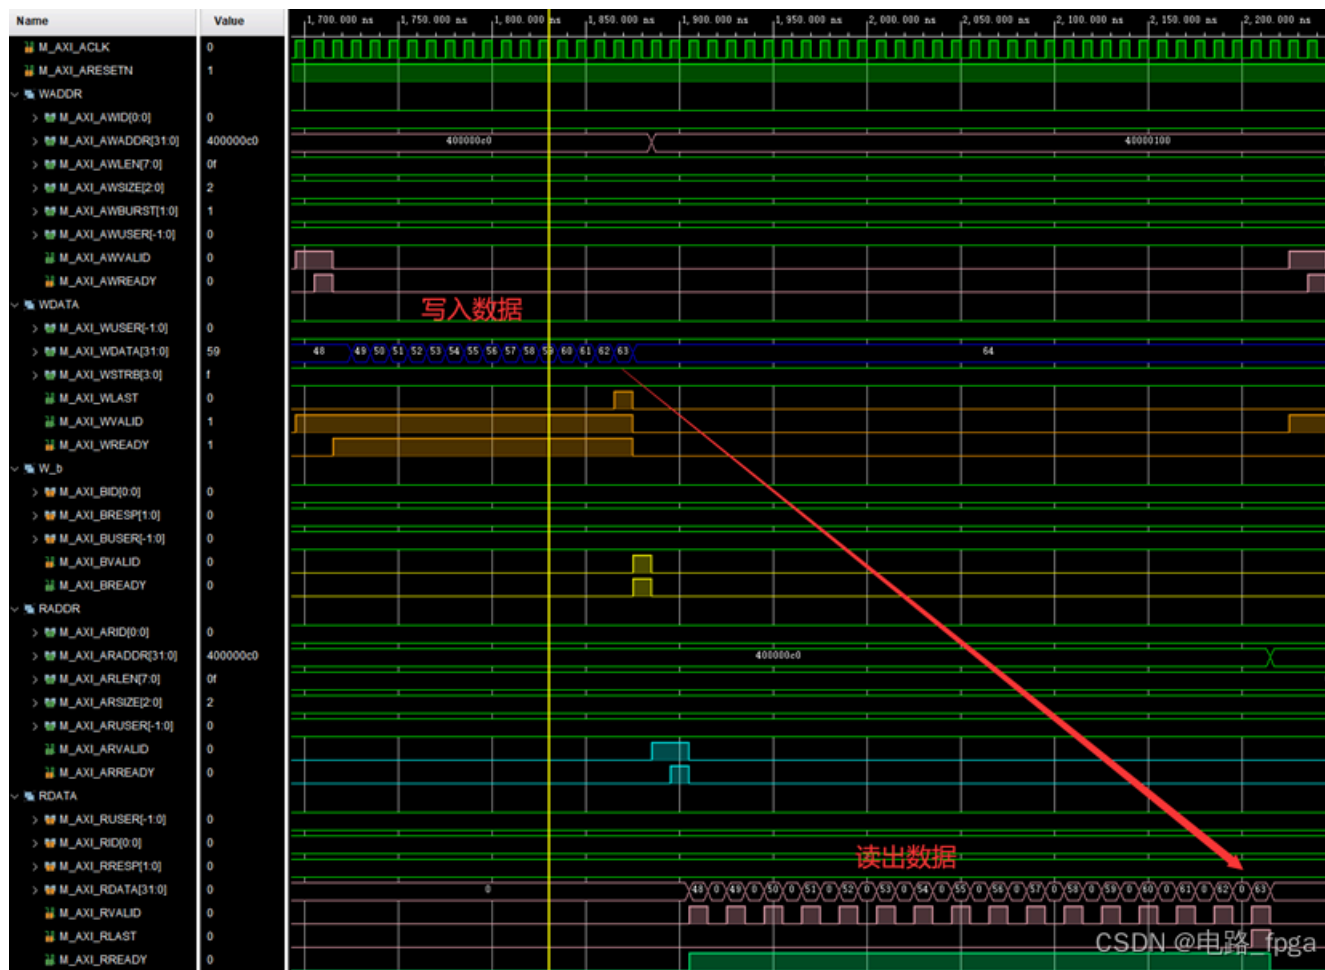 Name Value 1,700.000 ns 1,750.000 ns 1,800.000 1,850.000 ns 1,900.000 ns 1,950.000 ns 2,000.000 ns 2,050.000 ns 2,100.000 ns 2,150.000 ns 2,200.000 ns
M_AXI_ACLK 0
M_AXI_ARESETN 1
WADDR
M_AXI_AWID[0:0] 0
M_AXI_AWADDR[31:0] 400000c0 400000c0 40000100
M_AXI_AWLEN[7:0] 0f
M_AXI_AWSIZE[2:0] 2
M_AXI_AWBURST[1:0] 1
M_AXI_AWUSER[-1:0] 0
M_AXI_AWVALID 0
M_AXI_AWREADY 0
WDATA
写入数据
M_AXI_WUSER[-1:0] 0
M_AXI_WDATA[31:0] 59 48 49 50 51 52 53 54 55 56 57 58 59 60 61 62 63 64
M_AXI_WSTRB[3:0] f
M_AXI_WLAST 0
M_AXI_WVALID 1
M_AXI_WREADY 1
W_b
M_AXI_BID[0:0] 0
M_AXI_BRESP[1:0] 0
M_AXI_BUSER[-1:0] 0
M_AXI_BVALID 0
M_AXI_BREADY 0
RADDR
M_AXI_ARID[0:0] 0
M_AXI_ARADDR[31:0] 400000c0 400000c0
M_AXI_ARLEN[7:0] 0f
M_AXI_ARSIZE[2:0] 2
M_AXI_ARUSER[-1:0] 0
M_AXI_ARVALID 0
M_AXI_ARREADY 0
RDATA
M_AXI_RUSER[-1:0] 0
M_AXI_RID[0:0] 0
读出数据
M_AXI_RRESP[1:0] 0
M_AXI_RDATA[31:0] 0 0 48 0 49 0 50 0 51 0 52 0 53 0 54 0 55 0 56 0 57 0 58 0 59 0 60 0 61 0 62 0 63
M_AXI_RVALID 0
M_AXI_RLAST 0
M_AXI_RREADY 0
CSDN @电路_fpga